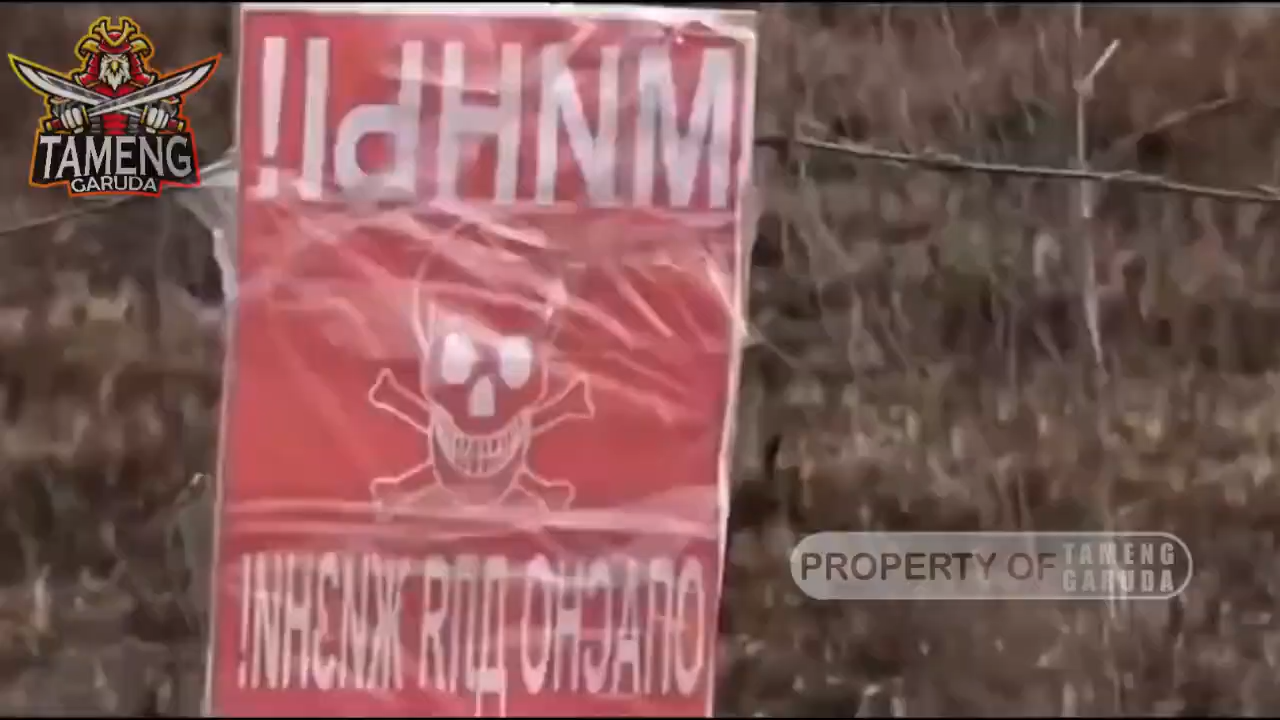 TAMENG
GARUDA
МИНЫ!
ОПАСНО ДЛЯ ЖИЗНИ!
PROPERTY OF TAMENG GARUDA